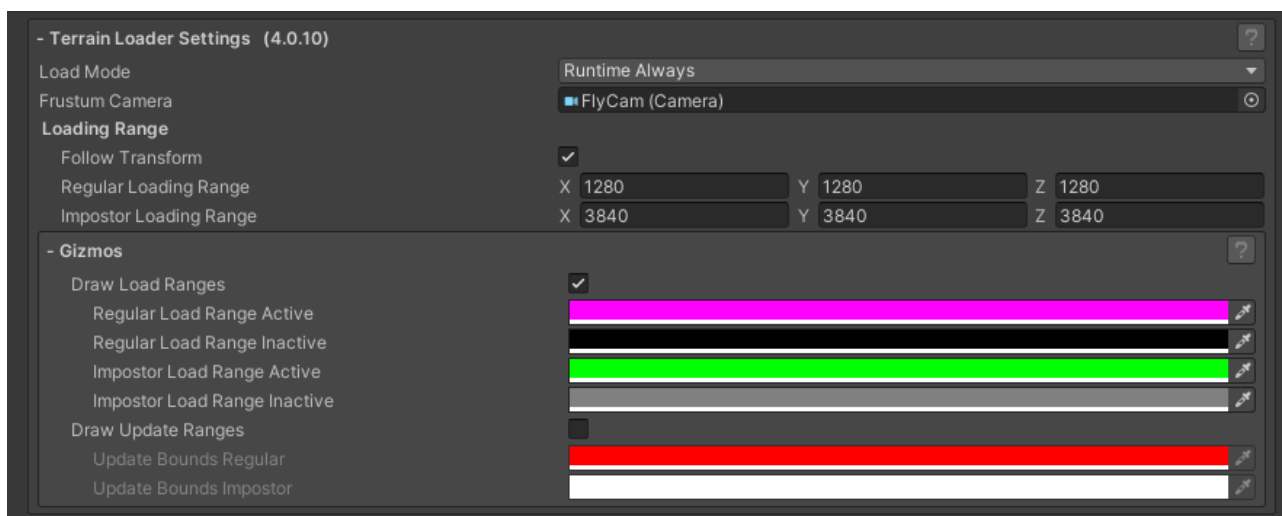 - Terrain Loader Settings (4.0.10) ?
Load Mode Runtime Always
Frustum Camera FlyCam (Camera)
Loading Range
Follow Transform
Regular Loading Range X 1280 Y 1280 Z 1280
Impostor Loading Range X 3840 Y 3840 Z 3840
- Gizmos ?
Draw Load Ranges
Regular Load Range Active
Regular Load Range Inactive
Impostor Load Range Active
Impostor Load Range Inactive
Draw Update Ranges
Update Bounds Regular
Update Bounds Impostor